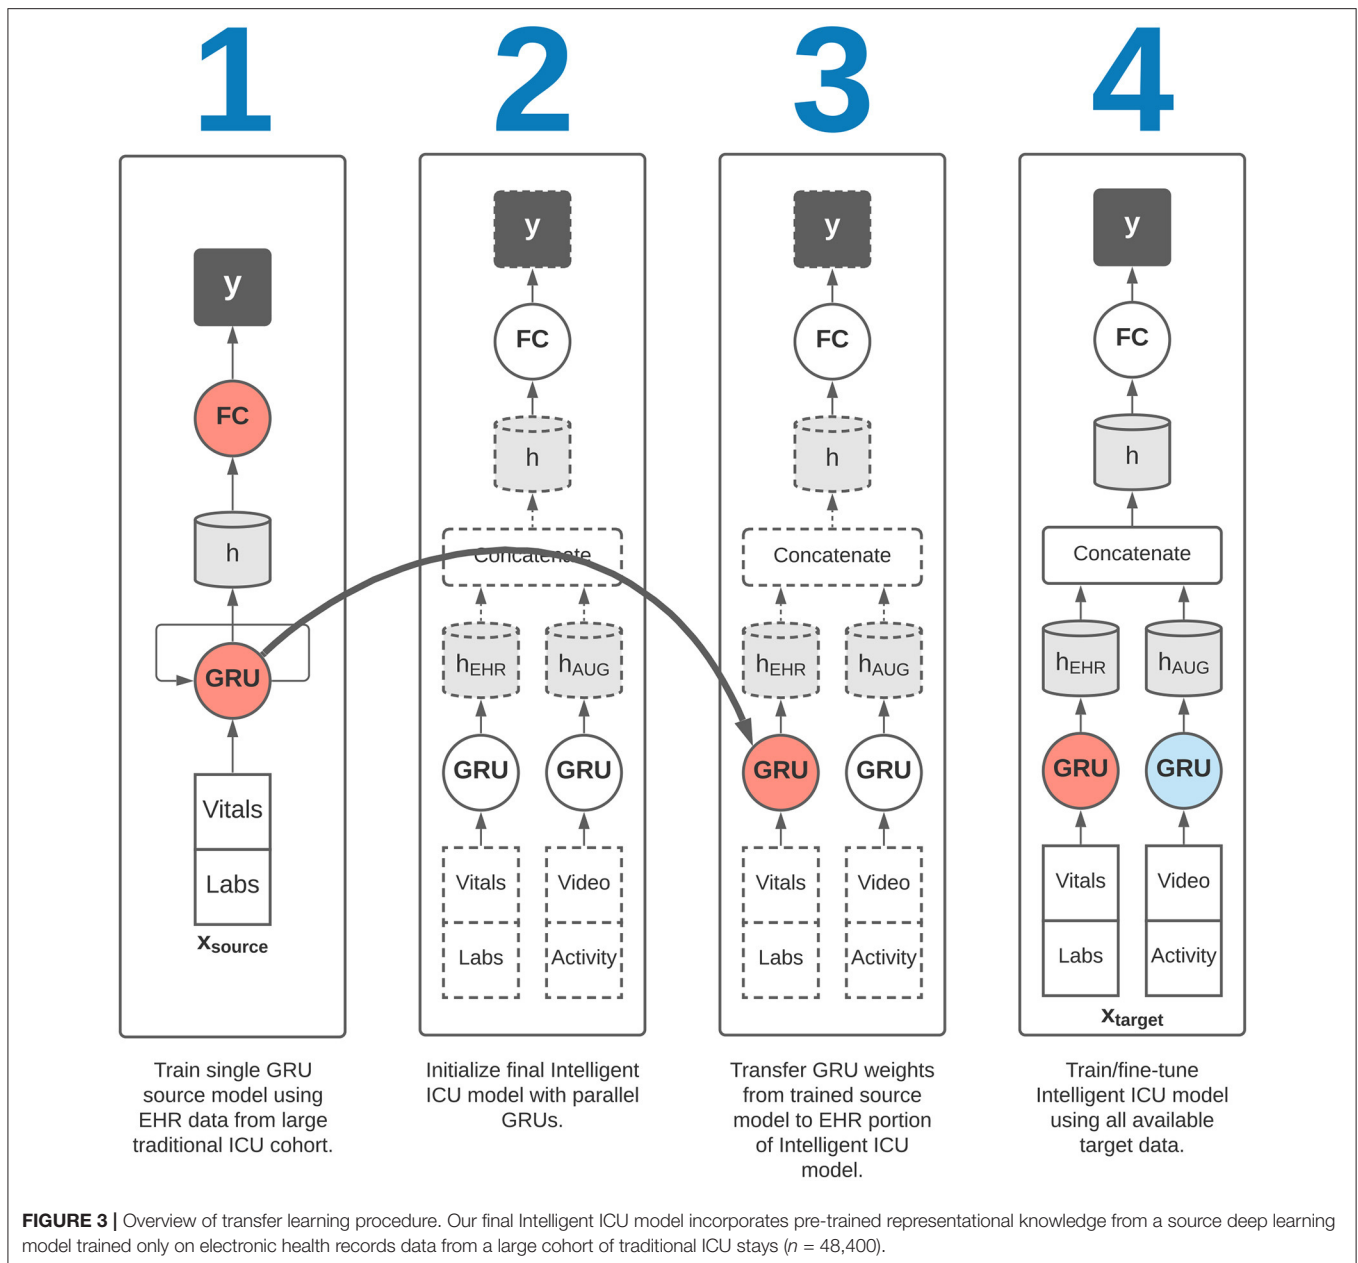 1 2 3 4
y
FC
h
GRU
Vitals
Labs
xsource
Train single GRU
source model using
EHR data from large
traditional ICU cohort.
y
FC
h
Concatenate
hEHR hAUG
GRU GRU
Vitals Video
Labs Activity
Initialize final Intelligent
ICU model with parallel
GRUs.
y
FC
h
Concatenate
hEHR hAUG
GRU GRU
Vitals Video
Labs Activity
Transfer GRU weights
from trained source
model to EHR portion
of Intelligent ICU
model.
y
FC
h
Concatenate
hEHR hAUG
GRU GRU
Vitals Video
Labs Activity
xtarget
Train/fine-tune
Intelligent ICU model
using all available
target data.
FIGURE 3 | Overview of transfer learning procedure. Our final Intelligent ICU model incorporates pre-trained representational knowledge from a source deep learning
model trained only on electronic health records data from a large cohort of traditional ICU stays (n = 48,400).